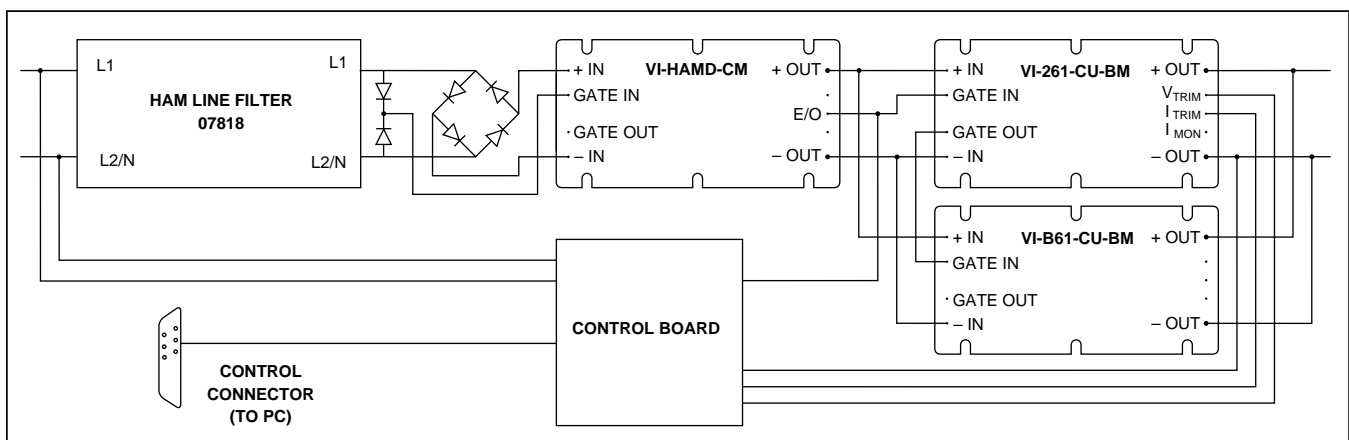 L1
HAM LINE FILTER
07818
L2/N
L1
L2/N
VI-HAMD-CM
+ IN
GATE IN
GATE OUT
– IN
+ OUT
E/O
– OUT
VI-261-CU-BM
+ IN
GATE IN
GATE OUT
– IN
+ OUT
VTRIM
ITRIM
I MON
– OUT
VI-B61-CU-BM
+ IN
GATE IN
GATE OUT
– IN
+ OUT
– OUT
CONTROL BOARD
CONTROL
CONNECTOR
(TO PC)